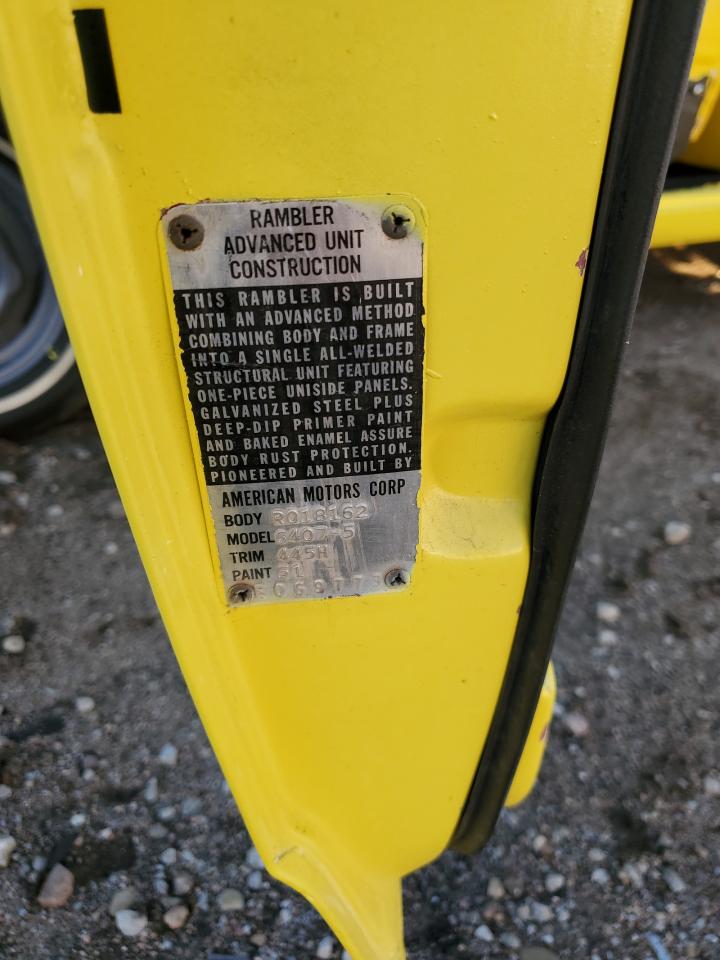 RAMBLER
ADVANCED UNIT
CONSTRUCTION
THIS RAMBLER IS BUILT
WITH AN ADVANCED METHOD
COMBINING BODY AND FRAME
INTO A SINGLE ALL-WELDED
STRUCTURAL UNIT FEATURING
ONE-PIECE UNISIDE PANELS.
GALVANIZED STEEL PLUS
DEEP-DIP PRIMER PAINT
AND BAKED ENAMEL ASSURE
BODY RUST PROTECTION.
PIONEERED AND BUILT BY
AMERICAN MOTORS CORP
BODY R018162
MODEL 6407-5
TRIM 445H
PAINT